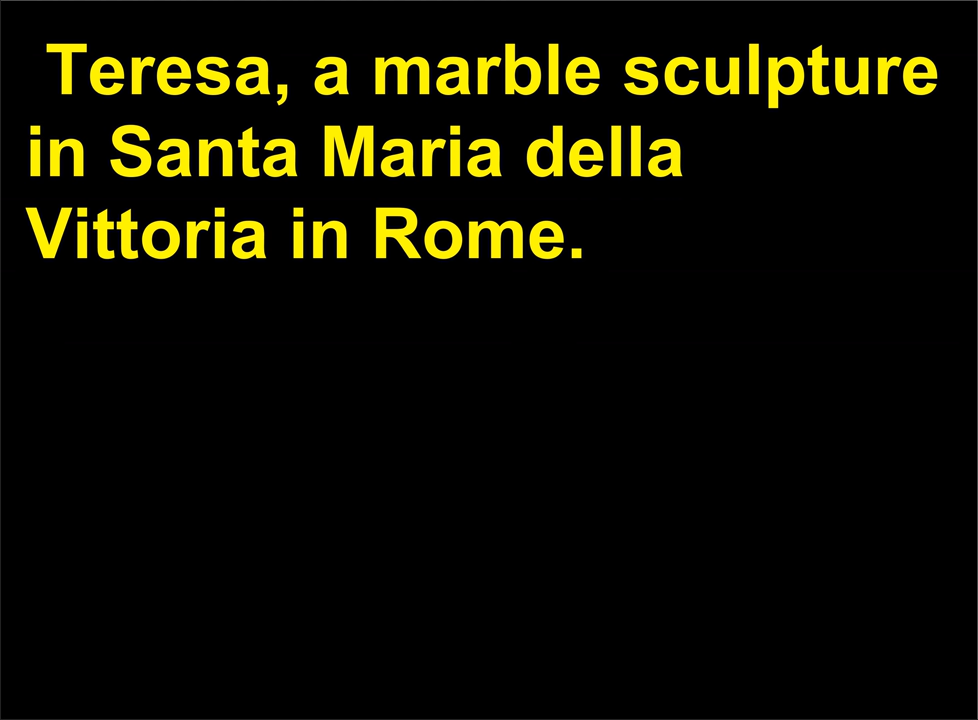 Teresa, a marble sculpture
in Santa Maria della
Vittoria in Rome.